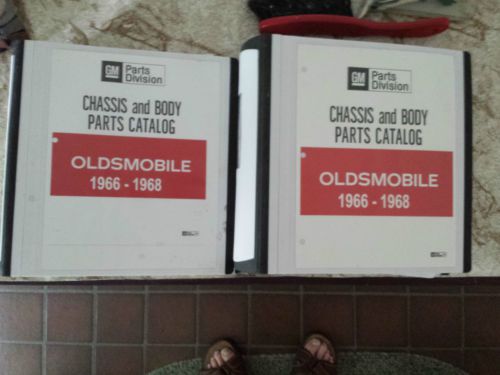 GM Parts Division
CHASSIS and BODY
PARTS CATALOG
OLDSMOBILE
1966 - 1968
GM Parts Division
CHASSIS and BODY
PARTS CATALOG
OLDSMOBILE
1966 - 1968